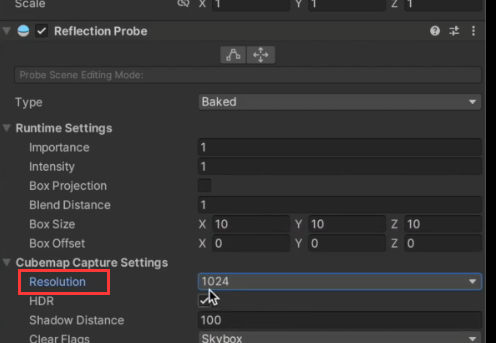 Scale X 1 Y 1 Z 1
Reflection Probe
Probe Scene Editing Mode:
Type Baked
Runtime Settings
Importance 1
Intensity 1
Box Projection
Blend Distance 1
Box Size X 10 Y 10 Z 10
Box Offset X 0 Y 0 Z 0
Cubemap Capture Settings
Resolution 1024
HDR
Shadow Distance 100
Clear Flags Skybox